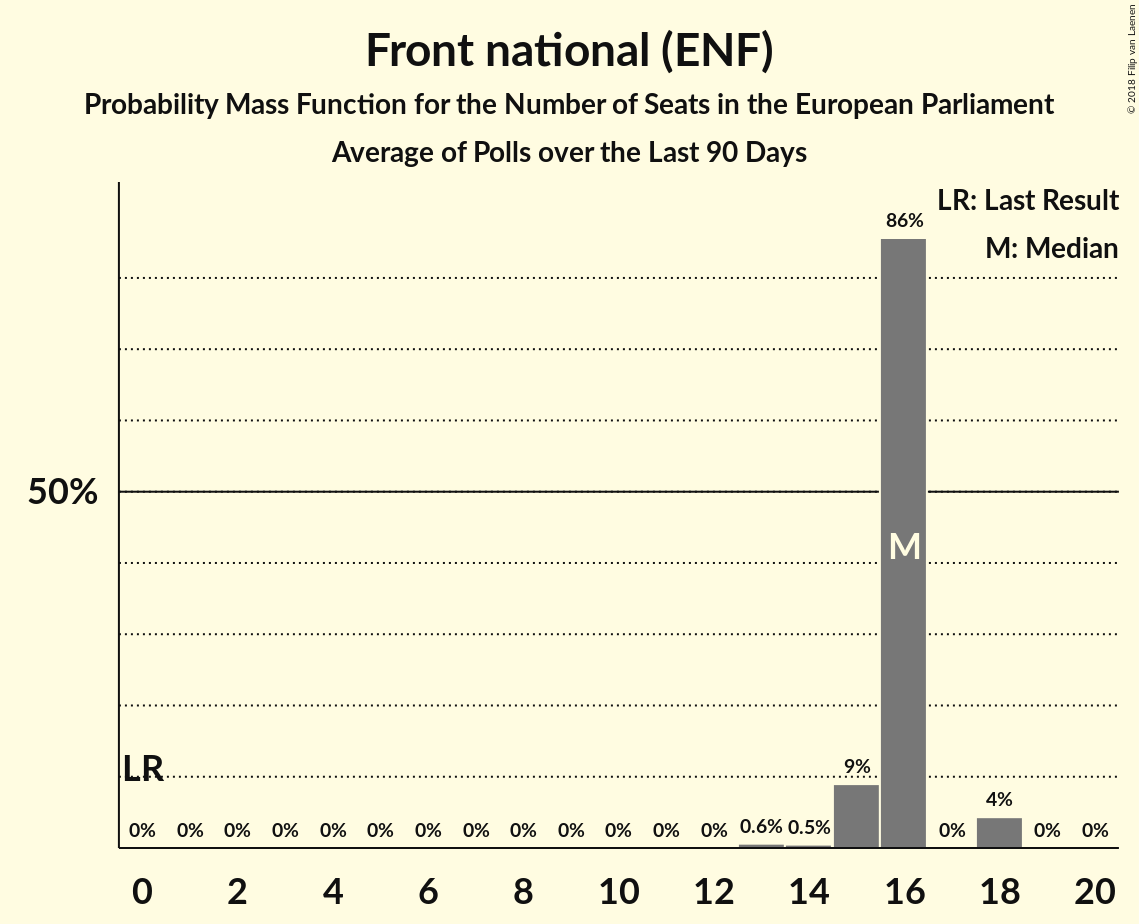 Front national (ENF)
Probability Mass Function for the Number of Seats in the European Parliament
Average of Polls over the Last 90 Days
© 2018 Filip van Laenen
LR: Last Result
M: Median
86%
50%
M
LR
9%
4%
0% 0% 0% 0% 0% 0% 0% 0% 0% 0% 0% 0% 0% 0.6% 0.5% 0% 0% 0%
0 2 4 6 8 10 12 14 16 18 20